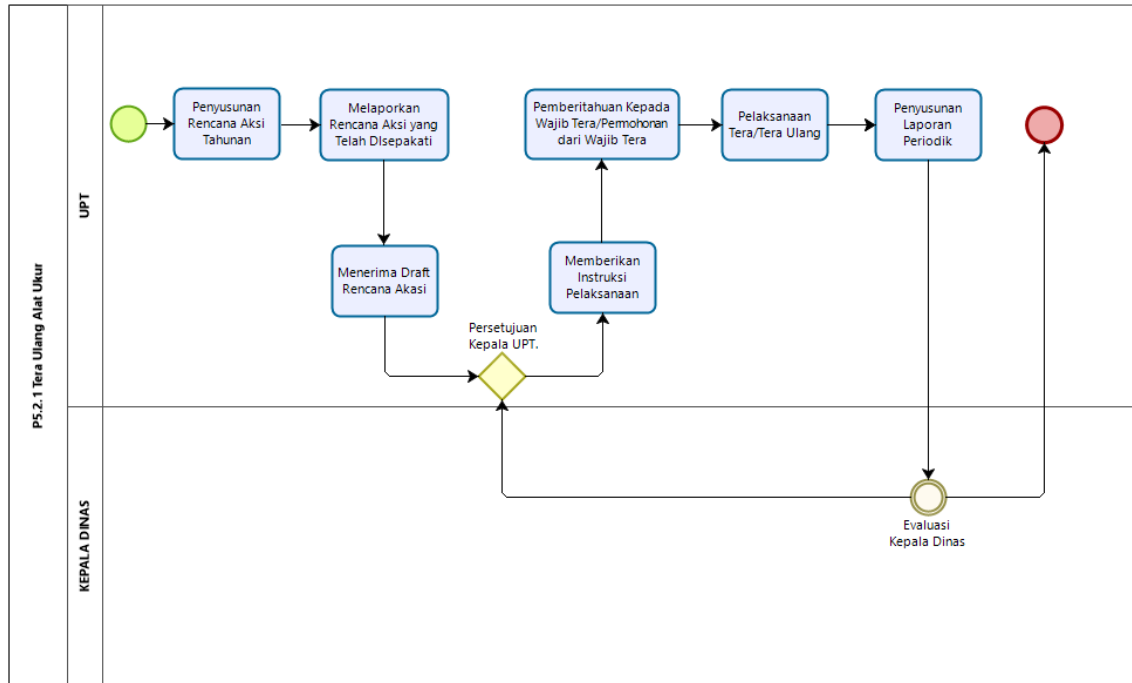 P5.2.1 Tera Ulang Alat Ukur
UPT
Penyusunan
Rencana Aksi
Tahunan
Melaporkan
Rencana Aksi yang
Telah DIsepakati
Menerima Draft
Rencana Akasi
Persetujuan
Kepala UPT.
Memberikan
Instruksi
Pelaksanaan
Pemberitahuan Kepada
Wajib Tera/Permohonan
dari Wajib Tera
Pelaksanaan
Tera/Tera Ulang
Penyusunan
Laporan
Periodik
KEPALA DINAS
Evaluasi
Kepala Dinas